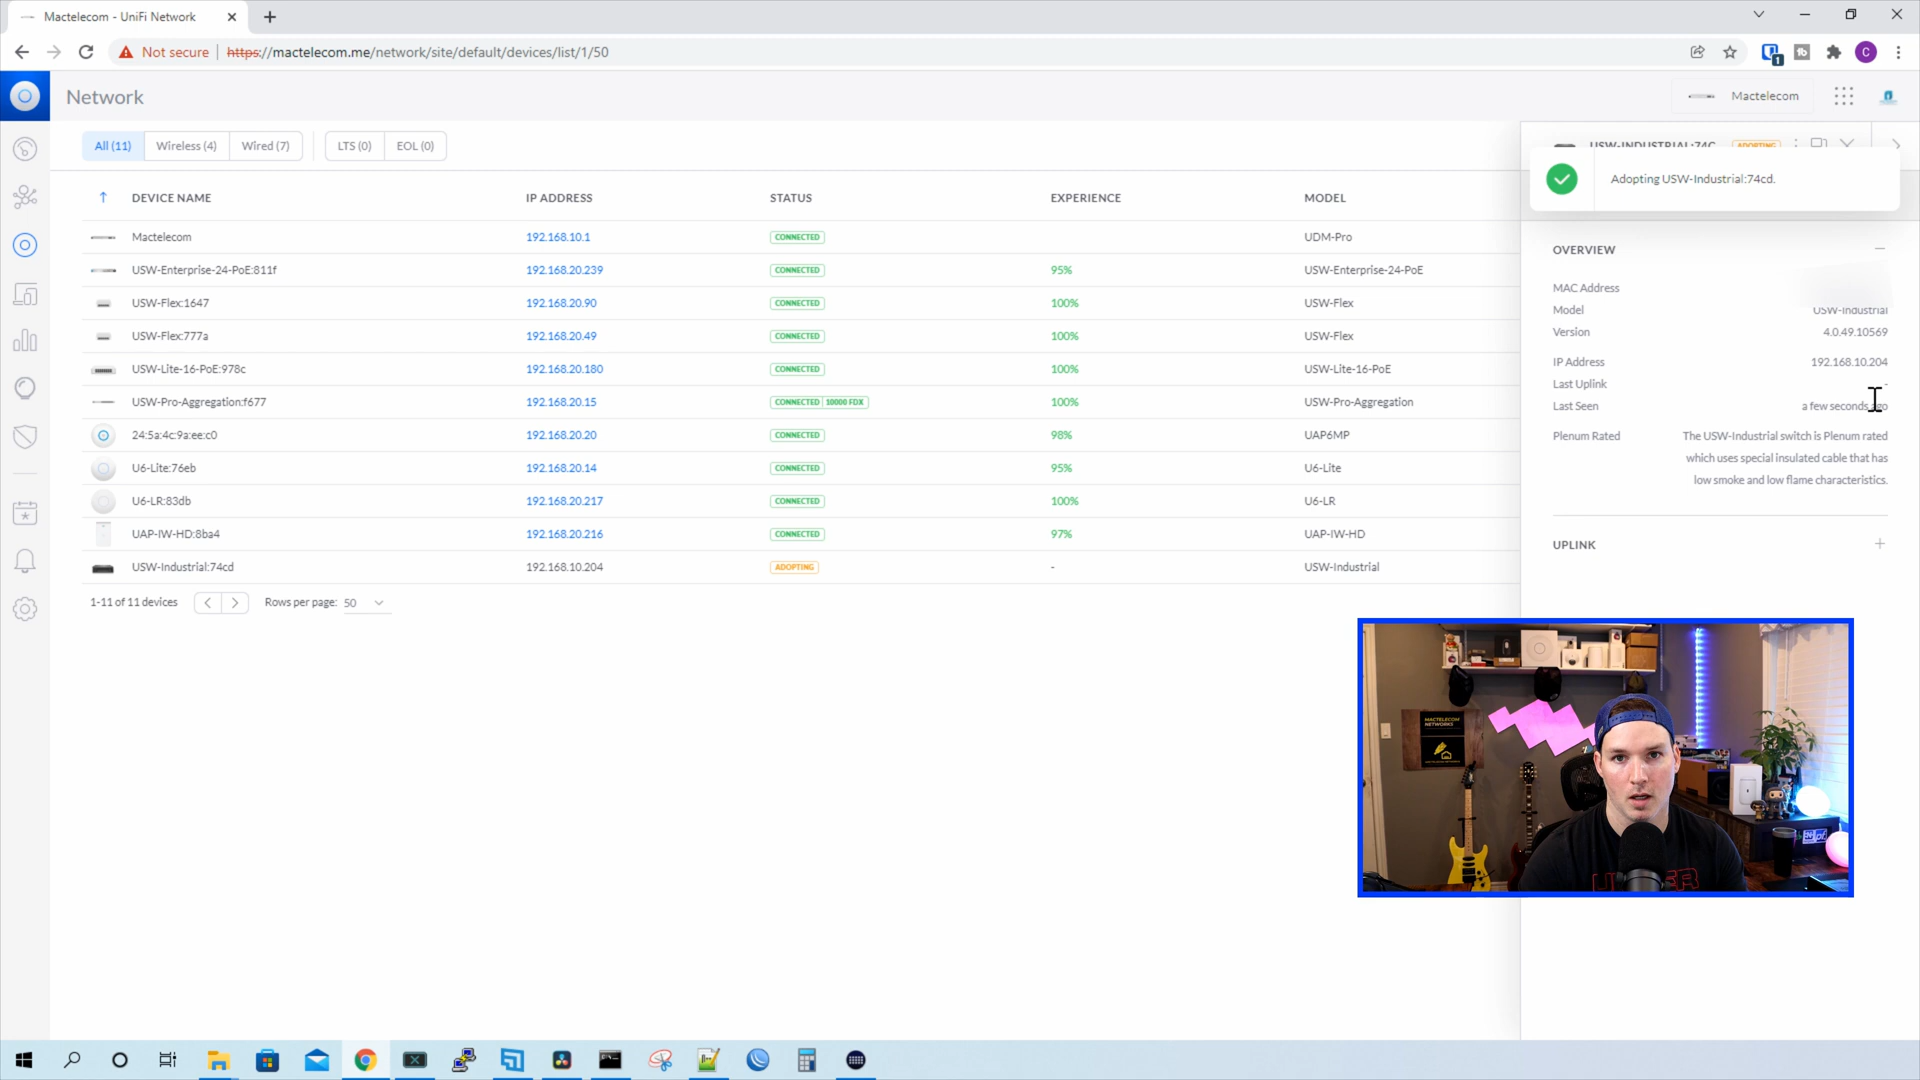 Mactelecom - UniFi Network
Not secure
https://mactelecom.me/network/site/default/devices/list/1/50
1
C
Network
Mactelecom
All (11)
Wireless (4)
Wired (7)
LTS (0)
EOL (0)
USW-INDUSTRIAL:74C
ADOPTING
Adopting USW-Industrial:74cd.
DEVICE NAME IP ADDRESS STATUS EXPERIENCE MODEL
Mactelecom 192.168.10.1 CONNECTED UDM-Pro
USW-Enterprise-24-PoE:811f 192.168.20.239 CONNECTED 95% USW-Enterprise-24-PoE
USW-Flex:1647 192.168.20.90 CONNECTED 100% USW-Flex
USW-Flex:777a 192.168.20.49 CONNECTED 100% USW-Flex
USW-Lite-16-PoE:978c 192.168.20.180 CONNECTED 100% USW-Lite-16-PoE
USW-Pro-Aggregation:f677 192.168.20.15 CONNECTED 10000 FDX 100% USW-Pro-Aggregation
24:5a:4c:9a:ee:c0 192.168.20.20 CONNECTED 98% UAP6MP
U6-Lite:76eb 192.168.20.14 CONNECTED 95% U6-Lite
U6-LR:83db 192.168.20.217 CONNECTED 100% U6-LR
UAP-IW-HD:8ba4 192.168.20.216 CONNECTED 97% UAP-IW-HD
USW-Industrial:74cd 192.168.10.204 ADOPTING - USW-Industrial
1-11 of 11 devices
Rows per page: 50
OVERVIEW
MAC Address
Model USW-Industrial
Version 4.0.49.10569
IP Address 192.168.10.204
Last Uplink -
Last Seen a few seconds ago
Plenum Rated The USW-Industrial switch is Plenum rated
which uses special insulated cable that has
low smoke and low flame characteristics.
UPLINK
MACTELECOM
NETWORKS